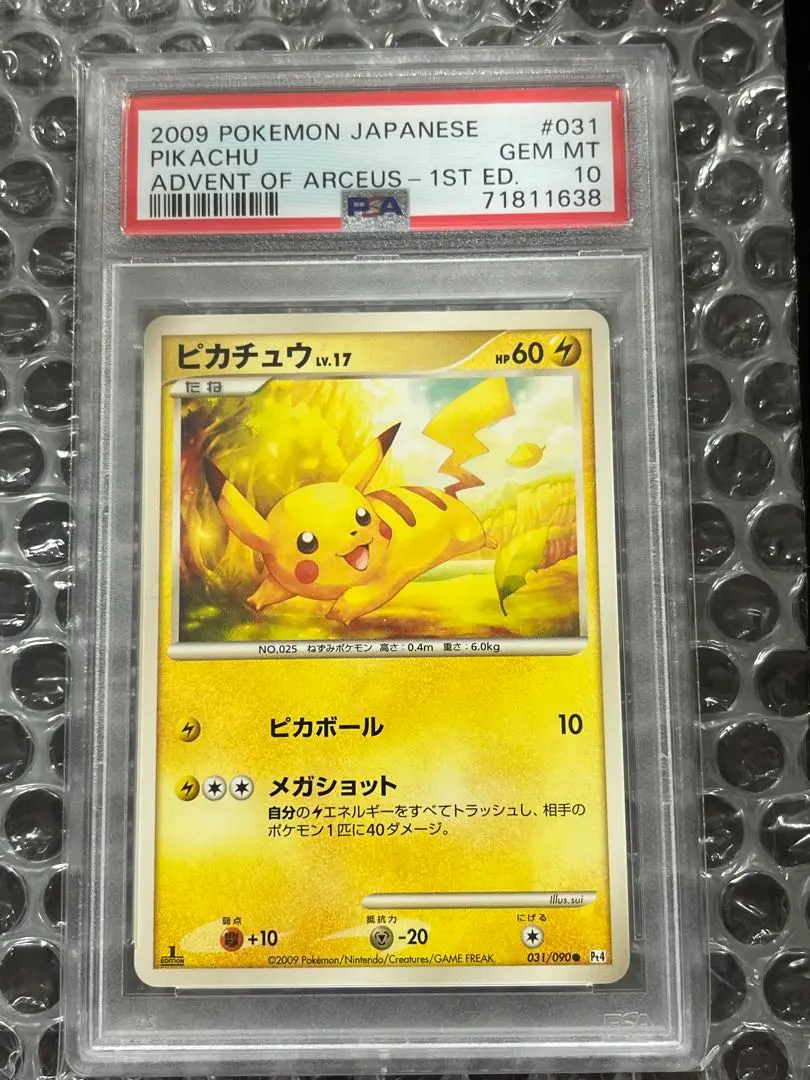 2009 POKEMON JAPANESE #031
PIKACHU GEM MT
ADVENT OF ARCEUS - 1ST ED. 10
PSA 71811638
ピカチュウ LV.17 HP60
たね
NO.025 ねずみポケモン 高さ:0.4m 重さ:6.0kg
ピカボール 10
メガショット
自分のエネルギーをすべてトラッシュし、相手の
ポケモン1匹に40ダメージ。
Illus.sui
弱点 抵抗力 にげる
+10 -20
1 EDITION
©2009 Pokémon/Nintendo/Creatures/GAME FREAK. 031/090 Pt4
PSA